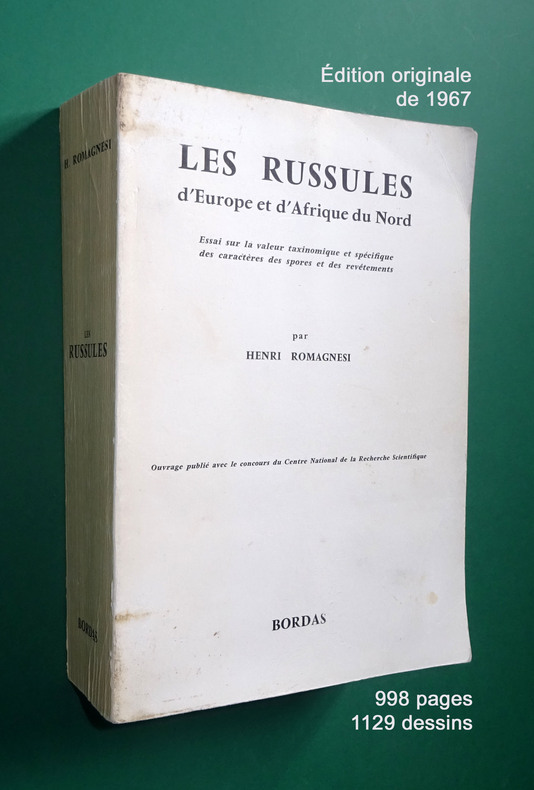 Édition originale
de 1967
H. ROMAGNESI
LES
RUSSULES
BORDAS
LES RUSSULES
d'Europe et d'Afrique du Nord
Essai sur la valeur taxinomique et spécifique
des caractères des spores et des revêtements
par
HENRI ROMAGNESI
Ouvrage publié avec le concours du Centre National de la Recherche Scientifique
BORDAS
998 pages
1129 dessins